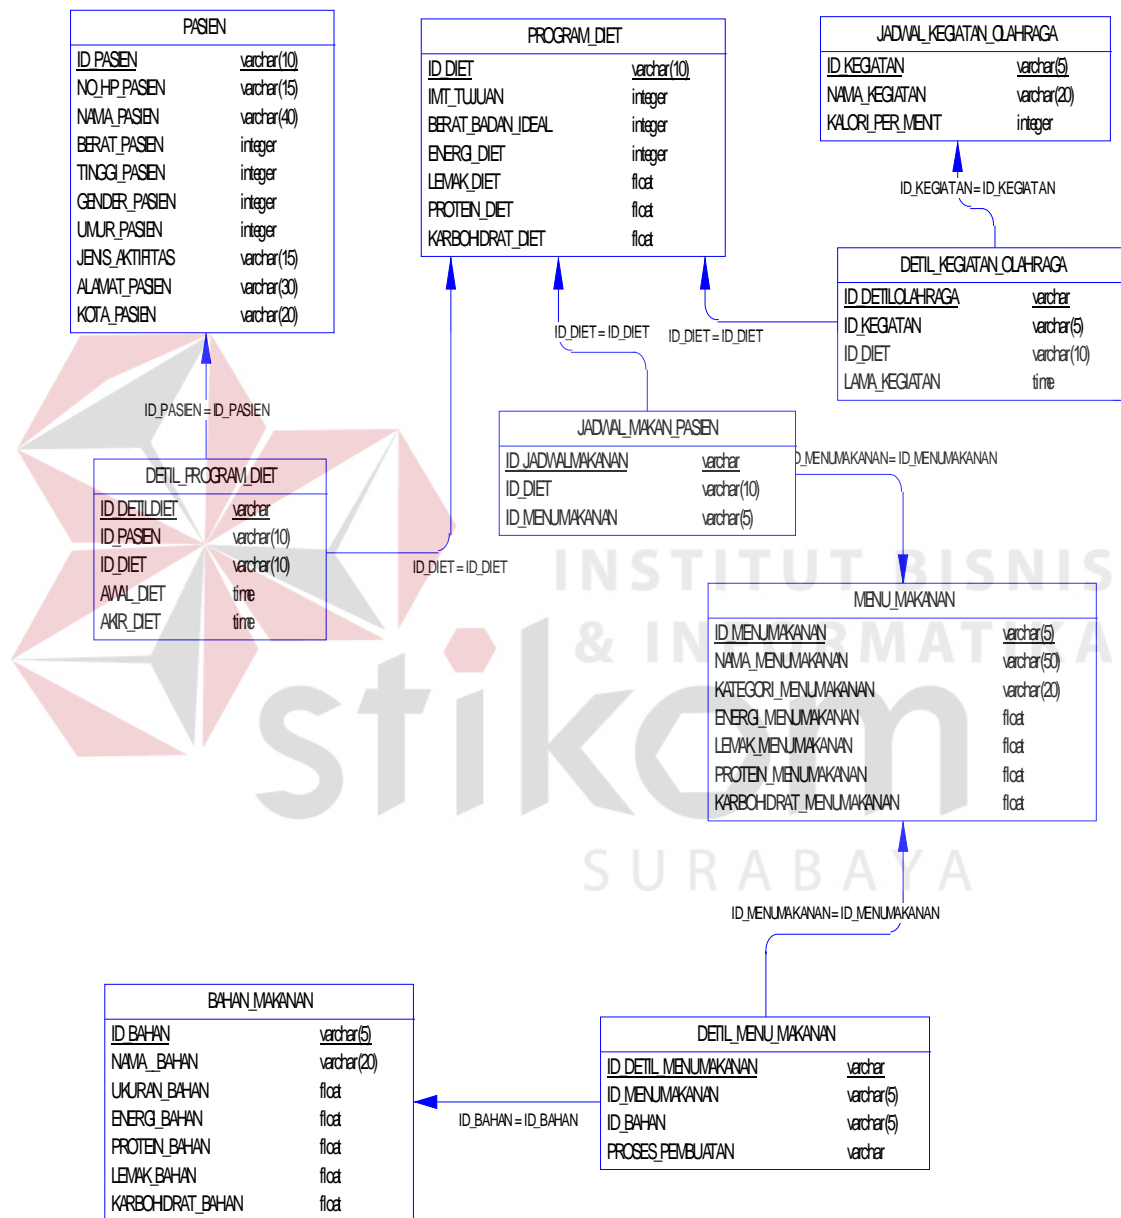 PASIEN
ID_PASIEN varchar(10)
NO_HP_PASIEN varchar(15)
NAMA_PASIEN varchar(40)
BERAT_PASIEN integer
TINGGI_PASIEN integer
GENDER_PASIEN integer
UMUR_PASIEN integer
JENIS_AKTIFITAS varchar(15)
ALAMAT_PASIEN varchar(30)
KOTA_PASIEN varchar(20)
PROGRAM_DIET
ID_DIET varchar(10)
IMT_TUJUAN integer
BERAT_BADAN_IDEAL integer
ENERGI_DIET integer
LEMAK_DIET float
PROTEIN_DIET float
KARBOHIDRAT_DIET float
JADWAL_KEGIATAN_OLAHRAGA
ID_KEGIATAN varchar(5)
NAMA_KEGIATAN varchar(20)
KALORI_PER_MENIT integer
ID_KEGIATAN = ID_KEGIATAN
DETIL_KEGIATAN_OLAHRAGA
ID_DETILOLAHRAGA varchar
ID_KEGIATAN varchar(5)
ID_DIET varchar(10)
LAMA_KEGIATAN time
ID_DIET = ID_DIET
ID_DIET = ID_DIET
ID_PASIEN = ID_PASIEN
JADWAL_MAKAN_PASIEN
ID_JADWALMAKANAN varchar
ID_DIET varchar(10)
ID_MENUMAKANAN varchar(5)
D_MENUMAKANAN = ID_MENUMAKANAN
DETIL_PROGRAM_DIET
ID_DETILDIET varchar
ID_PASIEN varchar(10)
ID_DIET varchar(10)
AWAL_DIET time
AKIR_DIET time
ID_DIET = ID_DIET
INSTITUT BISNIS
& INFORMATIKA
stikom
SURABAYA
MENU_MAKANAN
ID_MENUMAKANAN varchar(5)
NAMA_MENUMAKANAN varchar(50)
KATEGORI_MENUMAKANAN varchar(20)
ENERGI_MENUMAKANAN float
LEMAK_MENUMAKANAN float
PROTEIN_MENUMAKANAN float
KARBOHIDRAT_MENUMAKANAN float
ID_MENUMAKANAN = ID_MENUMAKANAN
BAHAN_MAKANAN
ID_BAHAN varchar(5)
NAMA__BAHAN varchar(20)
UKURAN_BAHAN float
ENERGI_BAHAN float
PROTEIN_BAHAN float
LEMAK_BAHAN float
KARBOHIDRAT_BAHAN float
ID_BAHAN = ID_BAHAN
DETIL_MENU_MAKANAN
ID_DETIL_MENUMAKANAN varchar
ID_MENUMAKANAN varchar(5)
ID_BAHAN varchar(5)
PROSES_PEMBUATAN varchar